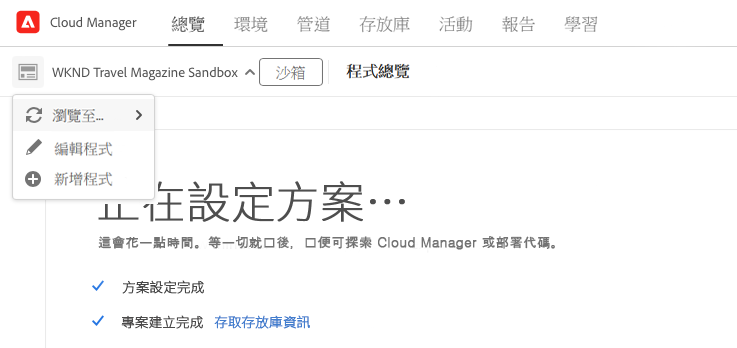 Cloud Manager 總覽 環境 管道 存放庫 活動 報告 學習
WKND Travel Magazine Sandbox 沙箱 程式總覽
瀏覽至...
編輯程式
新增程式
正在設定方案⋯
這會花一點時間。等一切就口後，口便可探索 Cloud Manager 或部署代碼。
方案設定完成
專案建立完成 存取存放庫資訊